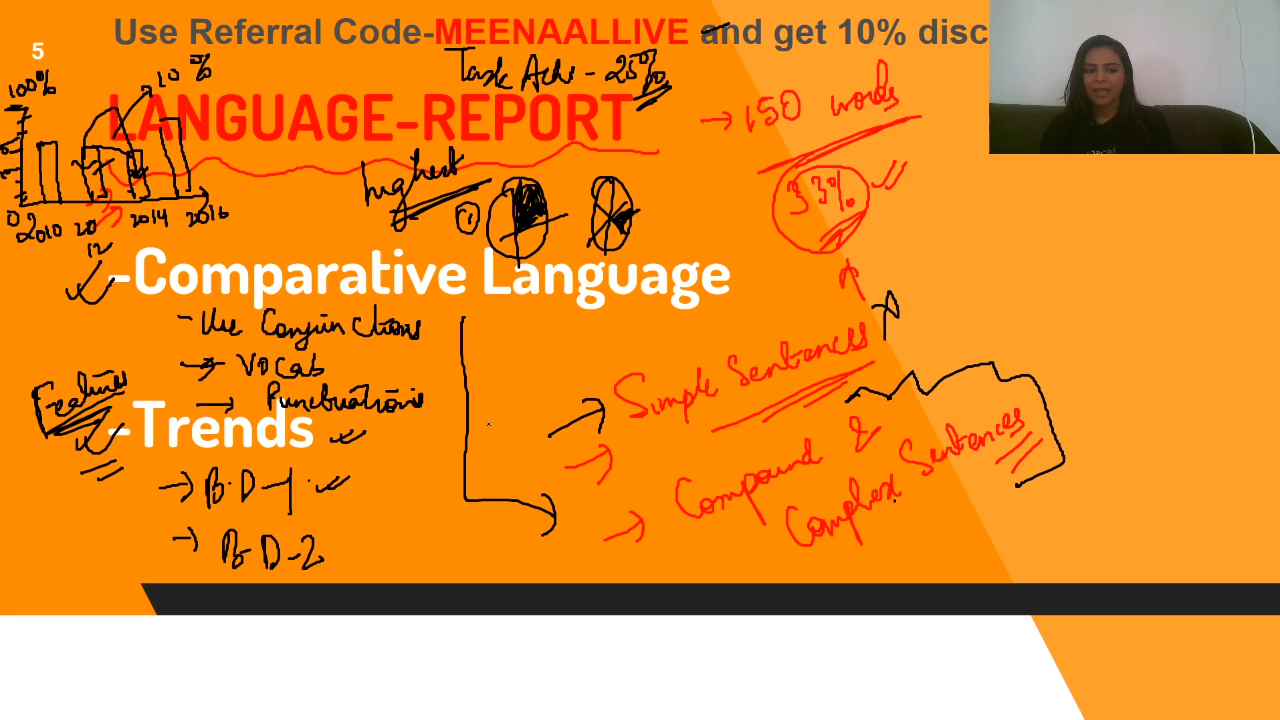 5
Use Referral Code-MEENAALLIVE and get 10% disc
Task Achi - 25%
100%
10%
LANGUAGE-REPORT
→ 150 words
highest
33%
0
2010 2012 2014 2016
-Comparative Language
- Use Conjunctions
→ Vocab
→ Punctuations
Features
-Trends
→ B.D-1
→ B D-2
→ Simple Sentences
→ Compound &
Complex Sentences